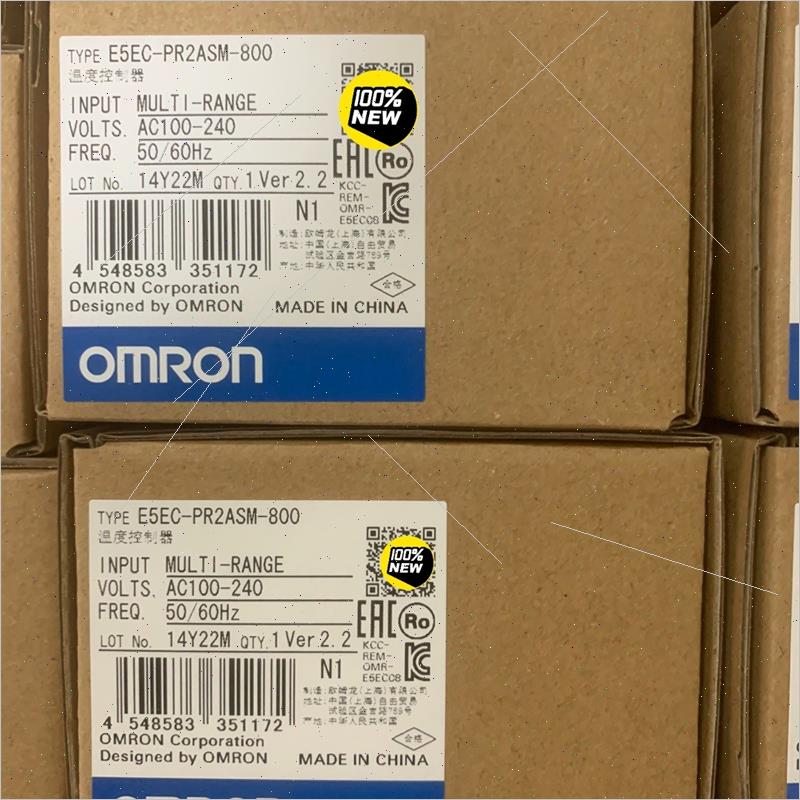 TYPE E5EC-PR2ASM-800
温度控制器
INPUT MULTI-RANGE
VOLTS. AC100-240
FREQ. 50/60Hz
LOT No. 14Y22M QTY.1 Ver 2.2
100%
NEW
EAC Ro
KCC-
REM-
OMR-
E5ECC8
N1
4 548583 351172
制造:欧姆龙(上海)有限公司
地址:中国(上海)自由贸易
试验区金吉路789号
产地:中华人民共和国
合格
OMRON Corporation
Designed by OMRON MADE IN CHINA
OMRON
TYPE E5EC-PR2ASM-800
温度控制器
INPUT MULTI-RANGE
VOLTS. AC100-240
FREQ. 50/60Hz
LOT No. 14Y22M QTY.1 Ver 2.2
100%
NEW
EAC Ro
KCC-
REM-
OMR-
E5ECC8
N1
4 548583 351172
制造:欧姆龙(上海)有限公司
地址:中国(上海)自由贸易
试验区金吉路789号
产地:中华人民共和国
合格
OMRON Corporation
Designed by OMRON MADE IN CHINA
OMRON